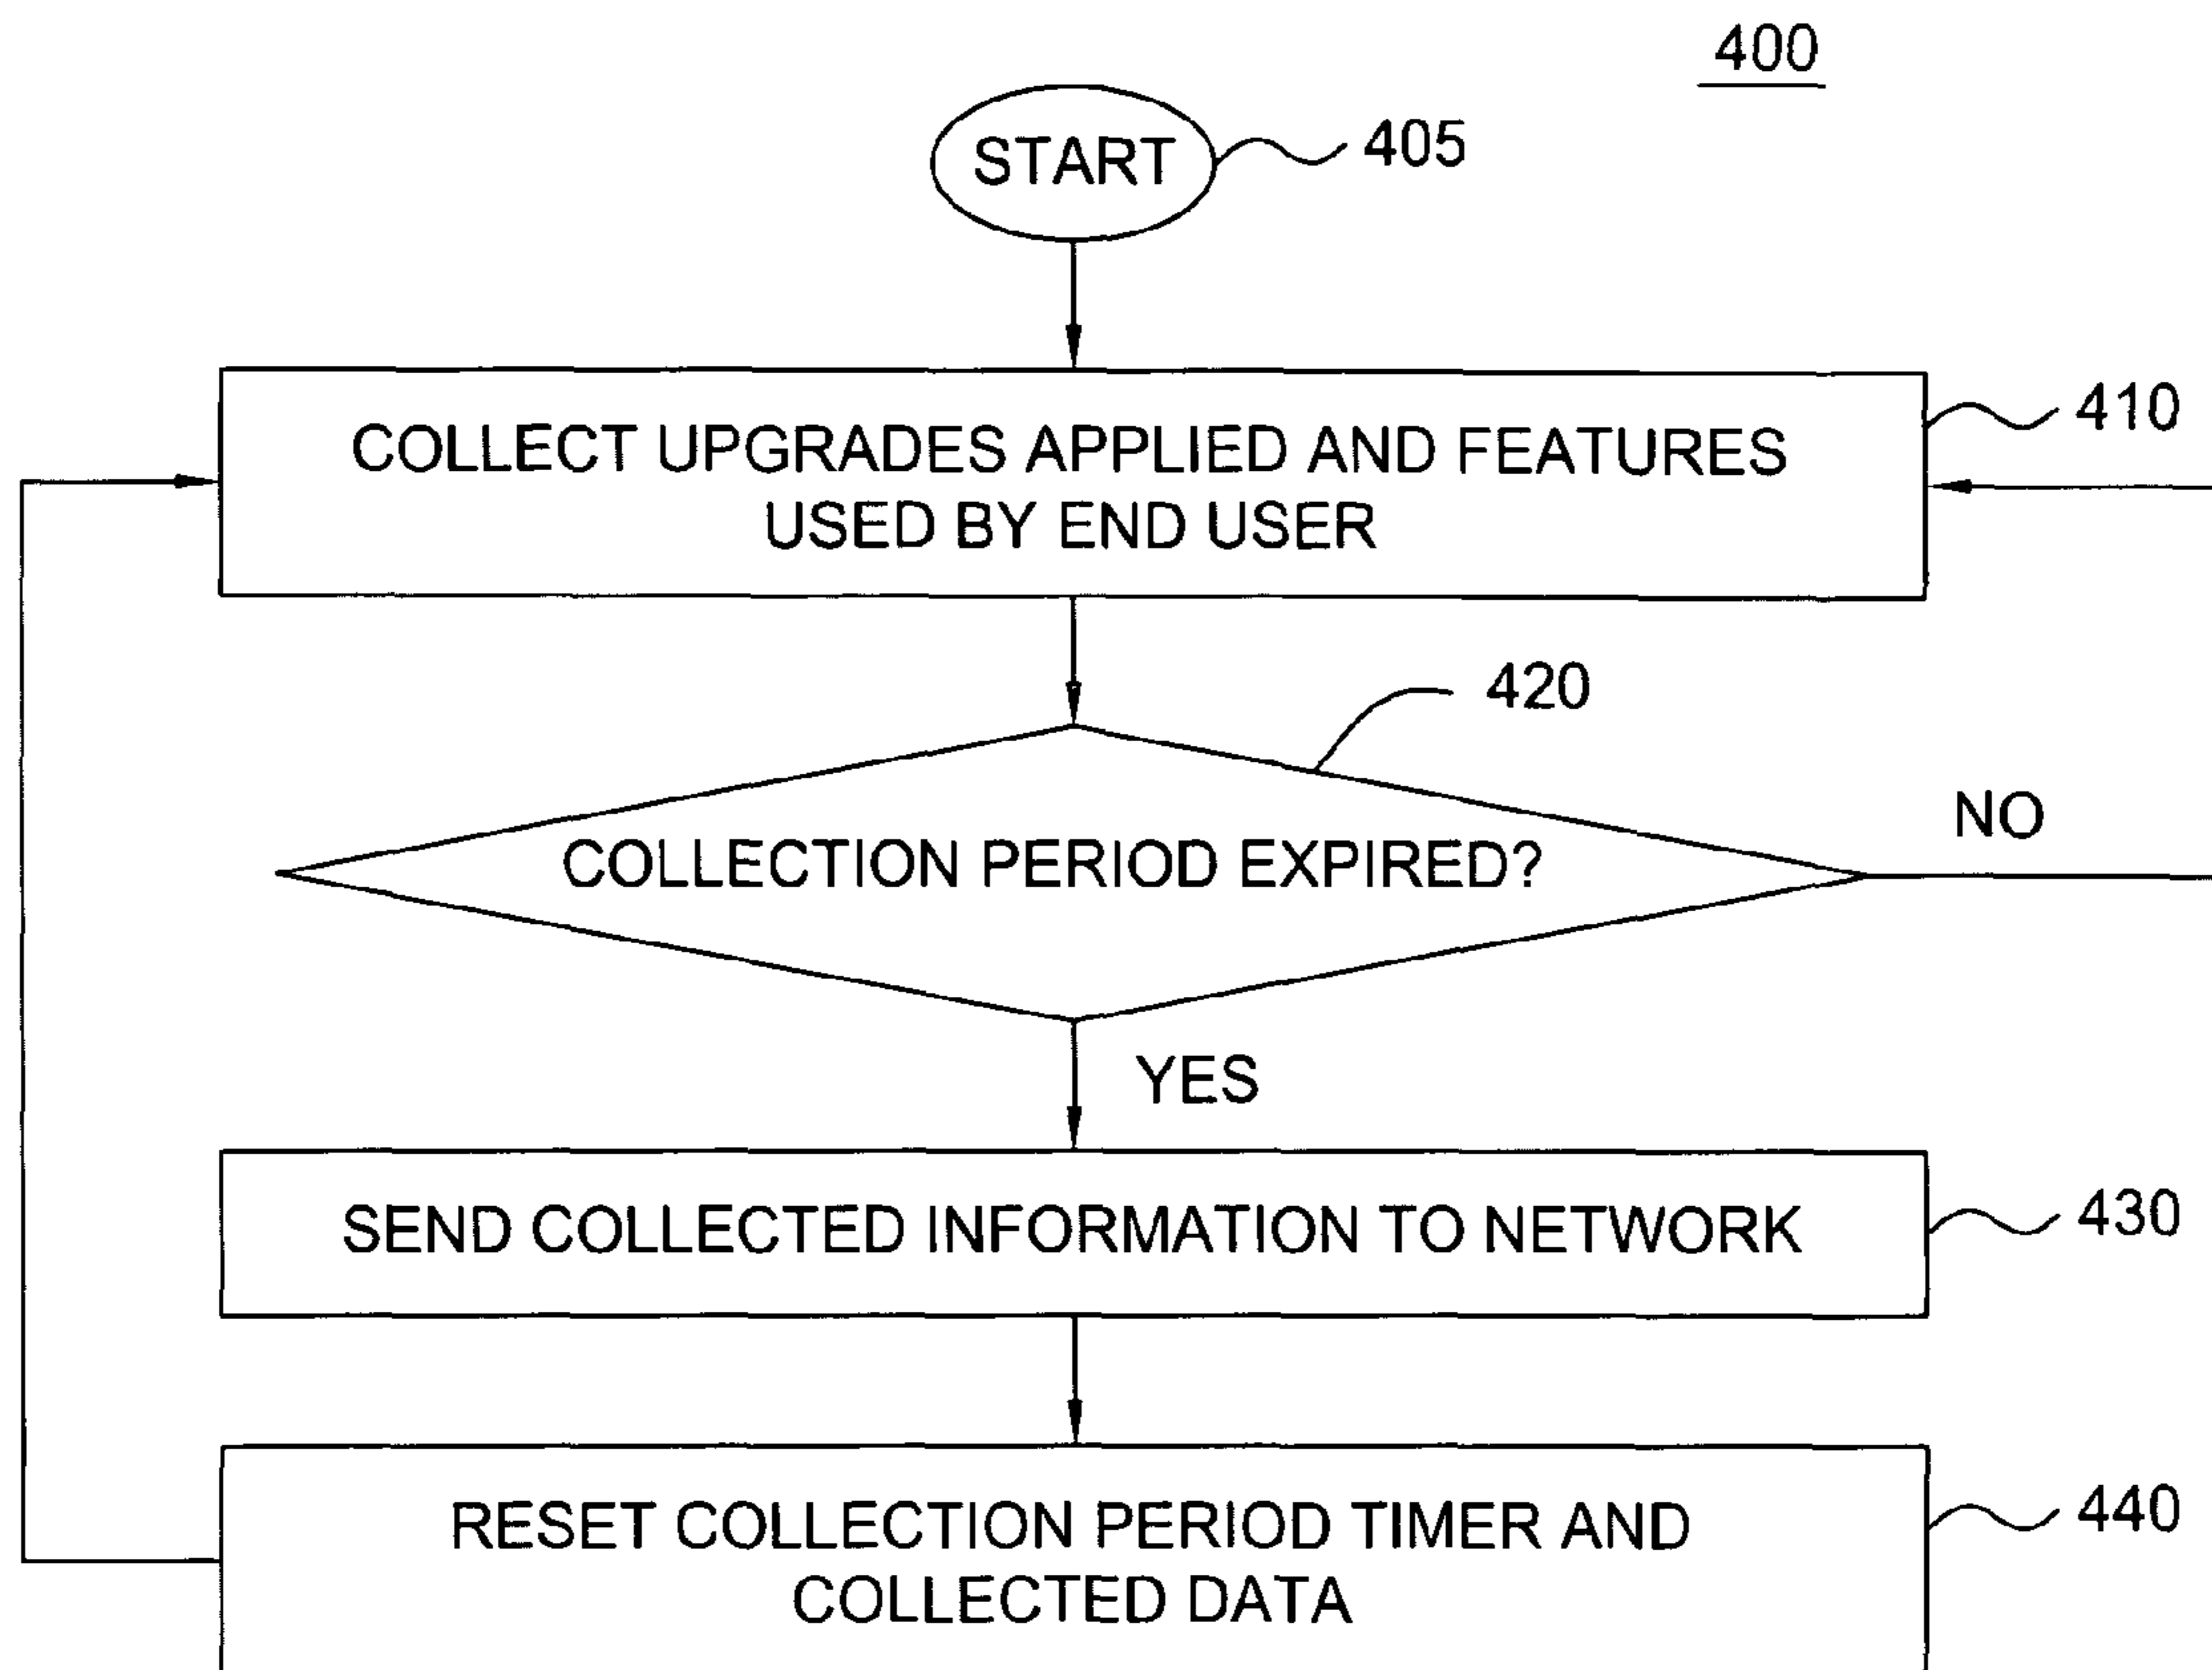 400
START
405
COLLECT UPGRADES APPLIED AND FEATURES
USED BY END USER
410
420
COLLECTION PERIOD EXPIRED?
NO
YES
SEND COLLECTED INFORMATION TO NETWORK
430
RESET COLLECTION PERIOD TIMER AND
COLLECTED DATA
440